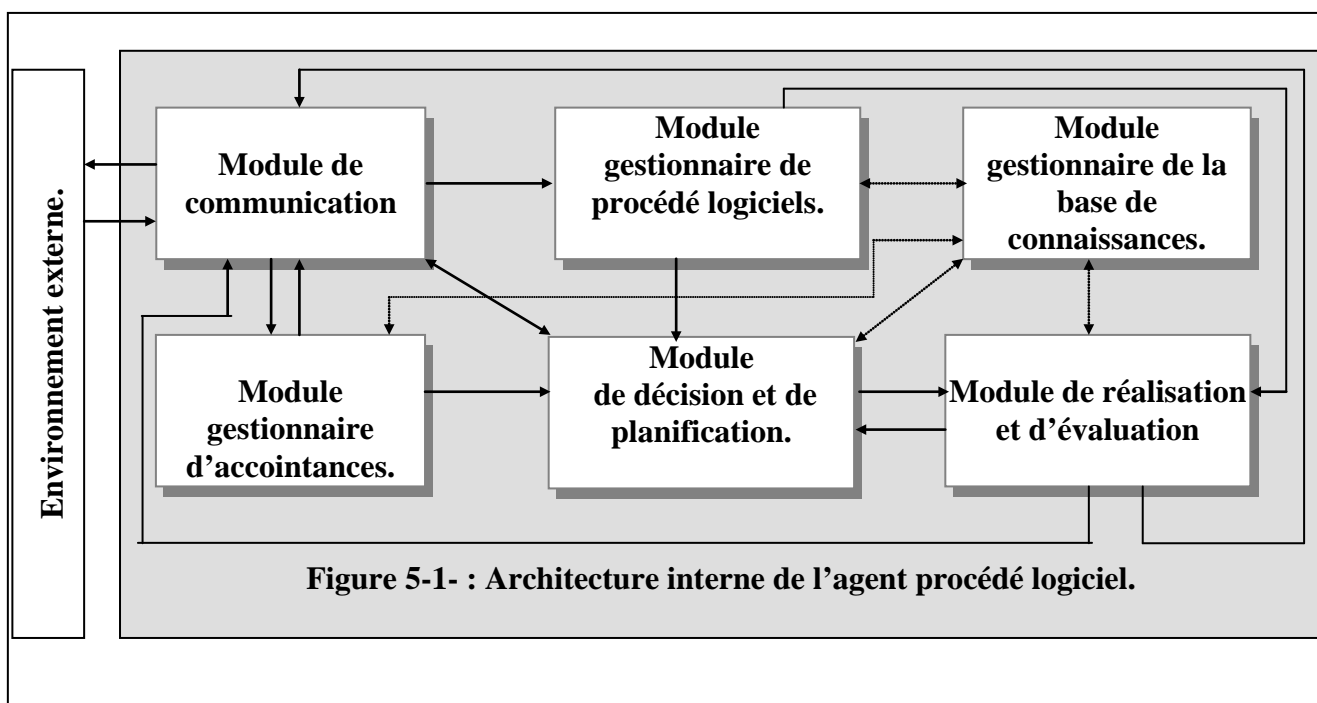 Environnement externe.
Module de
communication
Module
gestionnaire de
procédé logiciels.
Module
gestionnaire de la
base de
connaissances.
Module
gestionnaire
d’accointances.
Module
de décision et de
planification.
Module de réalisation
et d’évaluation
Figure 5-1- : Architecture interne de l’agent procédé logiciel.